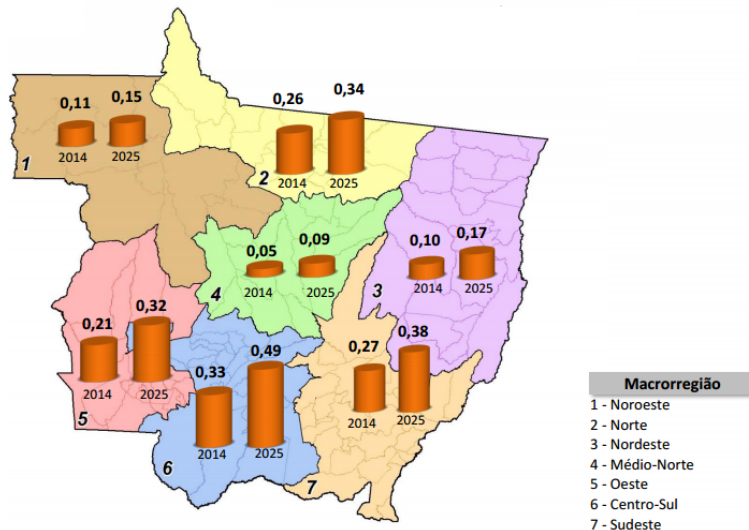 0,11 0,15
2014 2025
1
0,26 0,34
2014 2025
2
0,05 0,09
2014 2025
4
0,10 0,17
2014 2025
3
0,21 0,32
2014 2025
5
0,33 0,49
2014 2025
6
0,27 0,38
2014 2025
7
Macrorregião
1 - Noroeste
2 - Norte
3 - Nordeste
4 - Médio-Norte
5 - Oeste
6 - Centro-Sul
7 - Sudeste